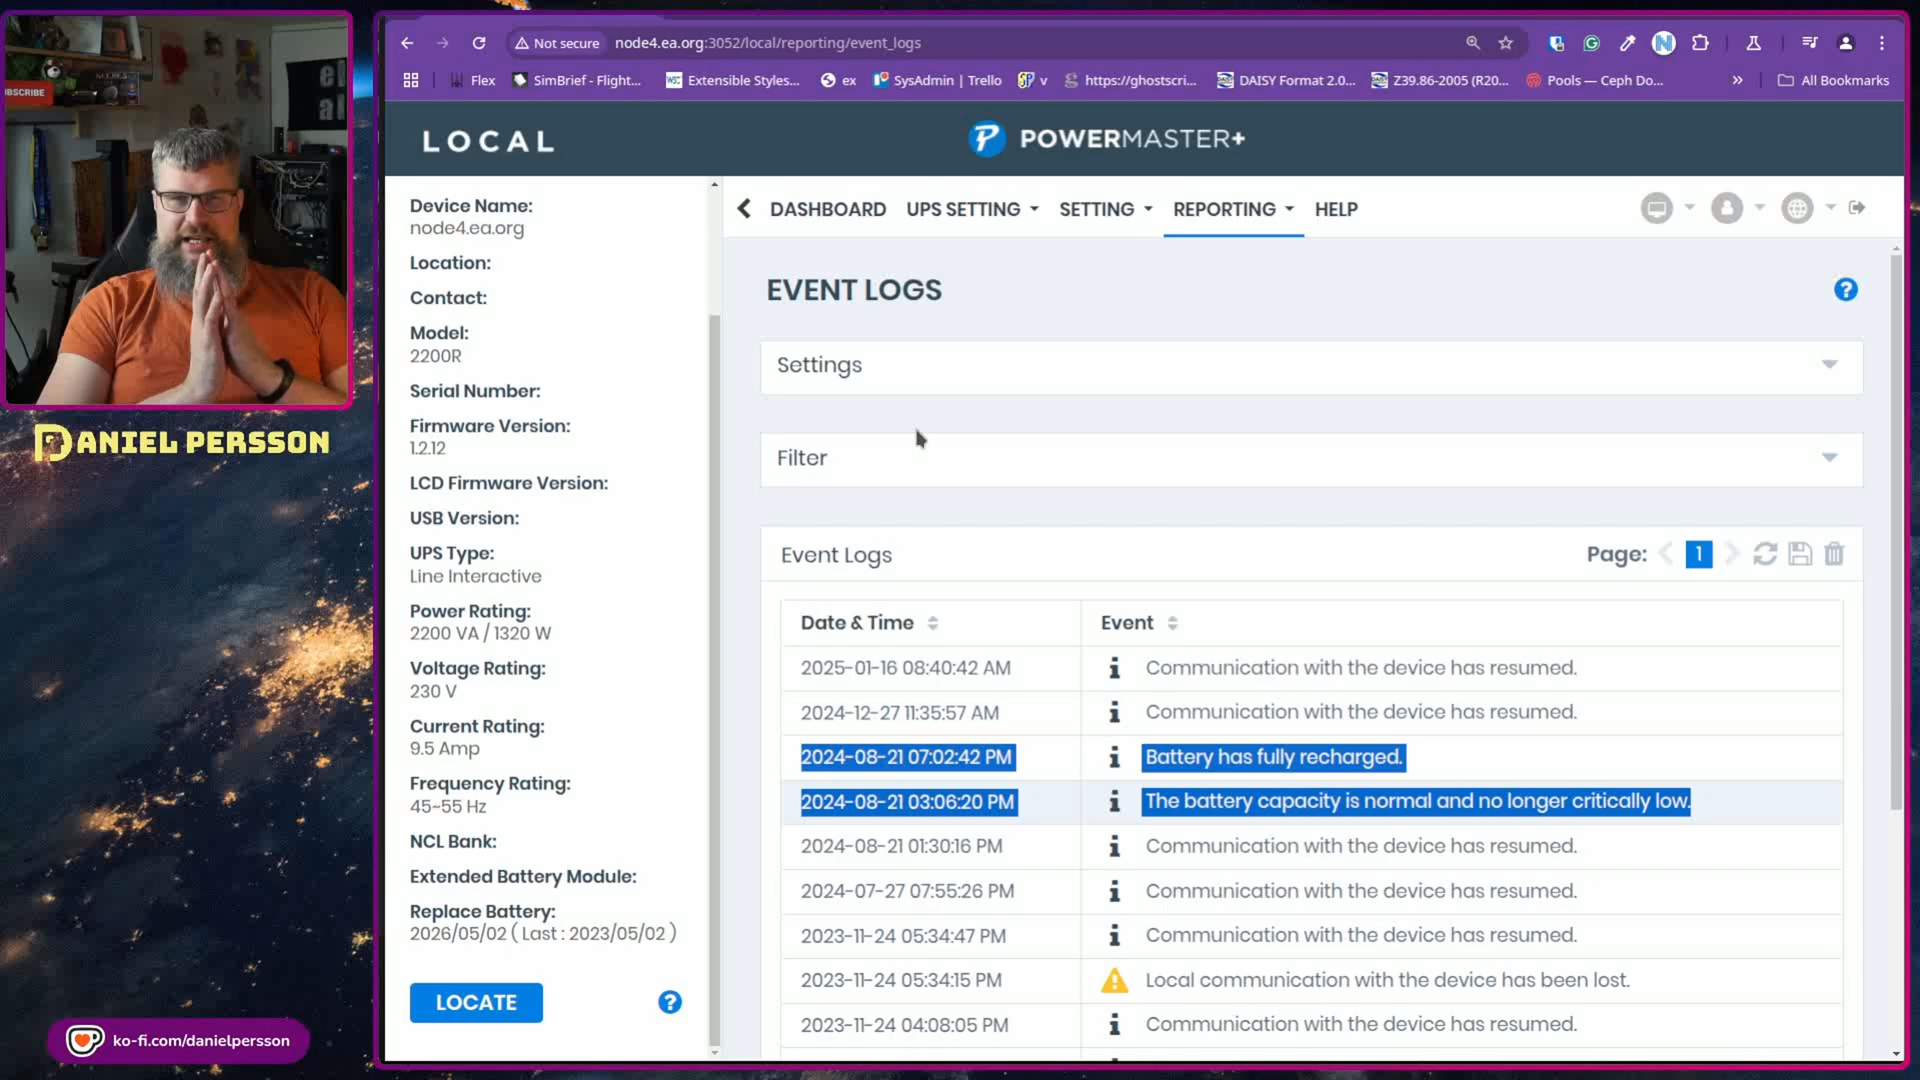 Not secure
node4.ea.org:3052/local/reporting/event_logs
Flex
SimBrief - Flight...
Extensible Styles...
ex
SysAdmin | Trello
v
https://ghostscri...
DAISY Format 2.0...
Z39.86-2005 (R20...
Pools — Ceph Do...
»
All Bookmarks
LOCAL
POWERMASTER+
Device Name:
node4.ea.org
Location:
Contact:
Model:
2200R
Serial Number:
Firmware Version:
1.2.12
LCD Firmware Version:
USB Version:
UPS Type:
Line Interactive
Power Rating:
2200 VA / 1320 W
Voltage Rating:
230 V
Current Rating:
9.5 Amp
Frequency Rating:
45~55 Hz
NCL Bank:
Extended Battery Module:
Replace Battery:
2026/05/02 ( Last : 2023/05/02 )
LOCATE
?
DASHBOARD
UPS SETTING
SETTING
REPORTING
HELP
EVENT LOGS
?
Settings
Filter
Event Logs
Page:
1
Date & Time
Event
2025-01-16 08:40:42 AM
Communication with the device has resumed.
2024-12-27 11:35:57 AM
Communication with the device has resumed.
2024-08-21 07:02:42 PM
Battery has fully recharged.
2024-08-21 03:06:20 PM
The battery capacity is normal and no longer critically low.
2024-08-21 01:30:16 PM
Communication with the device has resumed.
2024-07-27 07:55:26 PM
Communication with the device has resumed.
2023-11-24 05:34:47 PM
Communication with the device has resumed.
2023-11-24 05:34:15 PM
Local communication with the device has been lost.
2023-11-24 04:08:05 PM
Communication with the device has resumed.
DANIEL PERSSON
ko-fi.com/danielpersson